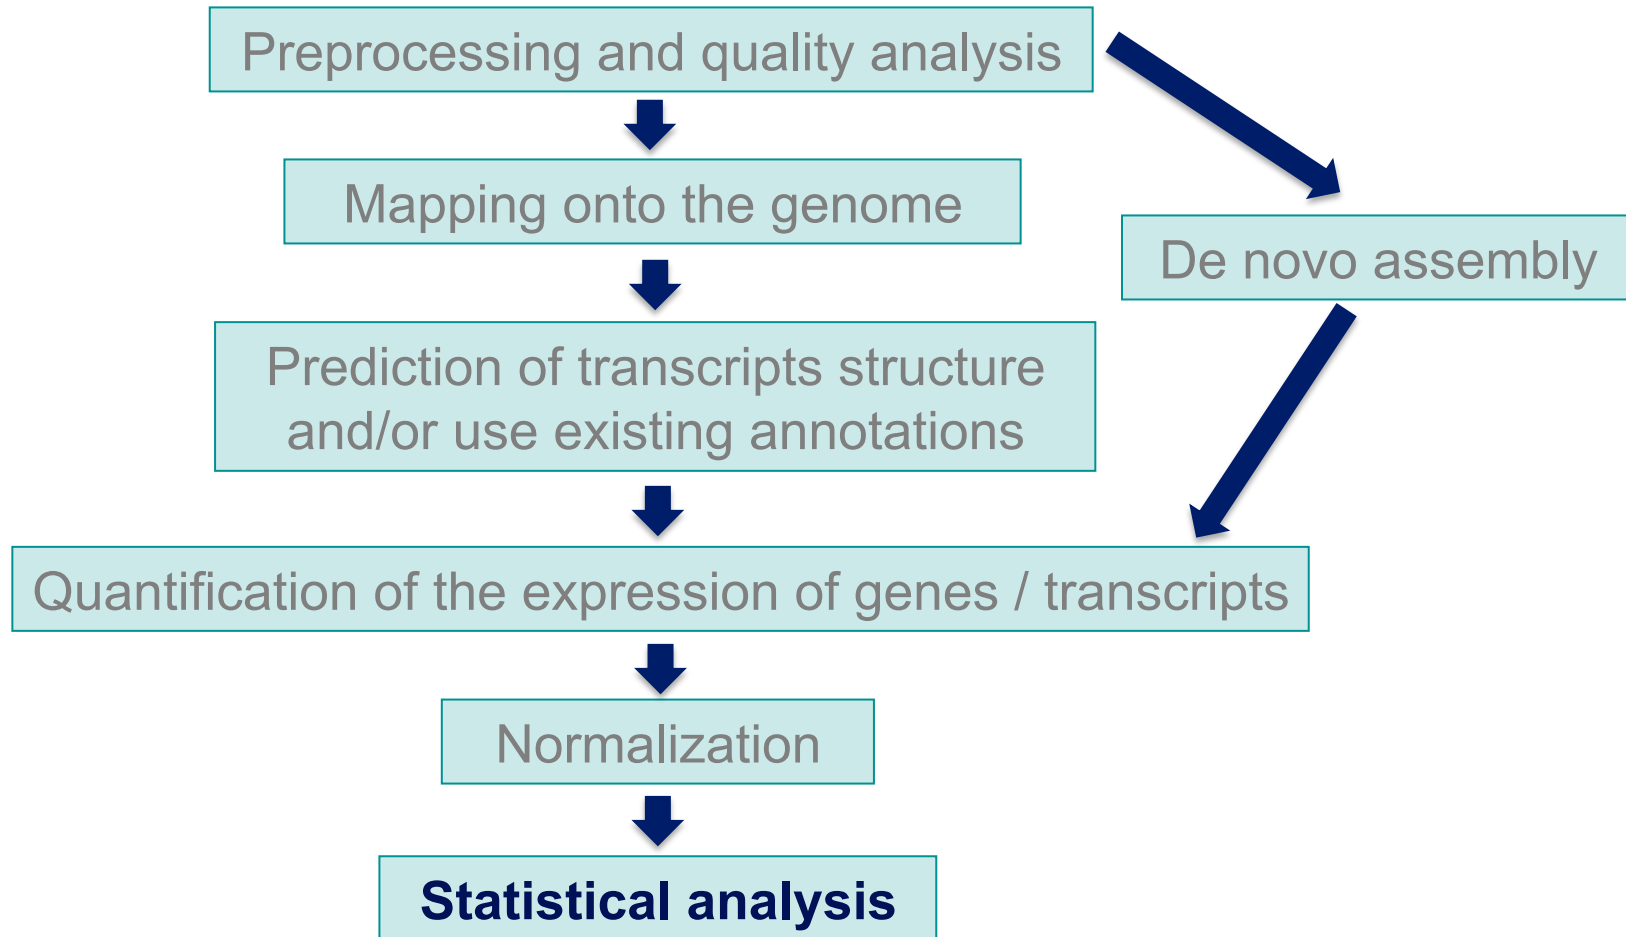 Preprocessing and quality analysis
Mapping onto the genome
De novo assembly
Prediction of transcripts structure
and/or use existing annotations
Quantification of the expression of genes / transcripts
Normalization
Statistical analysis